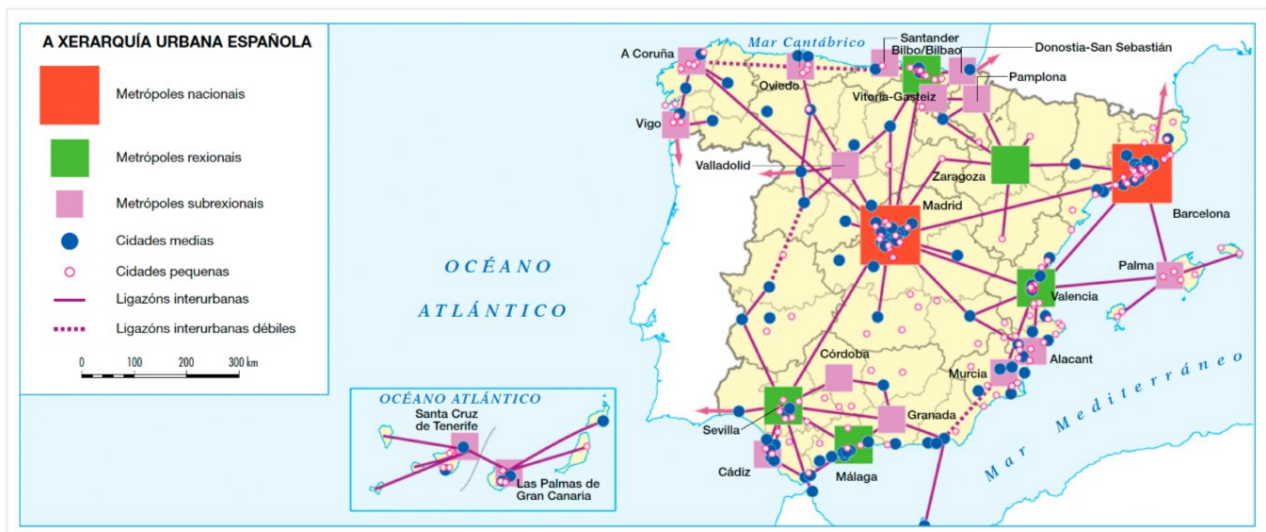 A XERARQUÍA URBANA ESPAÑOLA
Metrópoles nacionais
Metrópoles rexionais
Metrópoles subrexionais
Cidades medias
Cidades pequenas
Ligazóns interurbanas
Ligazóns interurbanas débiles
0 100 200 300 km
Mar Cantábrico
A Coruña
Oviedo
Santander
Bilbo/Bilbao
Donostia-San Sebastián
Pamplona
Vitoria-Gasteiz
Vigo
Valladolid
Zaragoza
Madrid
Barcelona
OCÉANO
ATLÁNTICO
Palma
Valencia
Alacant
Córdoba
Murcia
Granada
Sevilla
Cádiz
Málaga
Mar Mediterráneo
OCÉANO ATLÁNTICO
Santa Cruz
de Tenerife
Las Palmas de
Gran Canaria